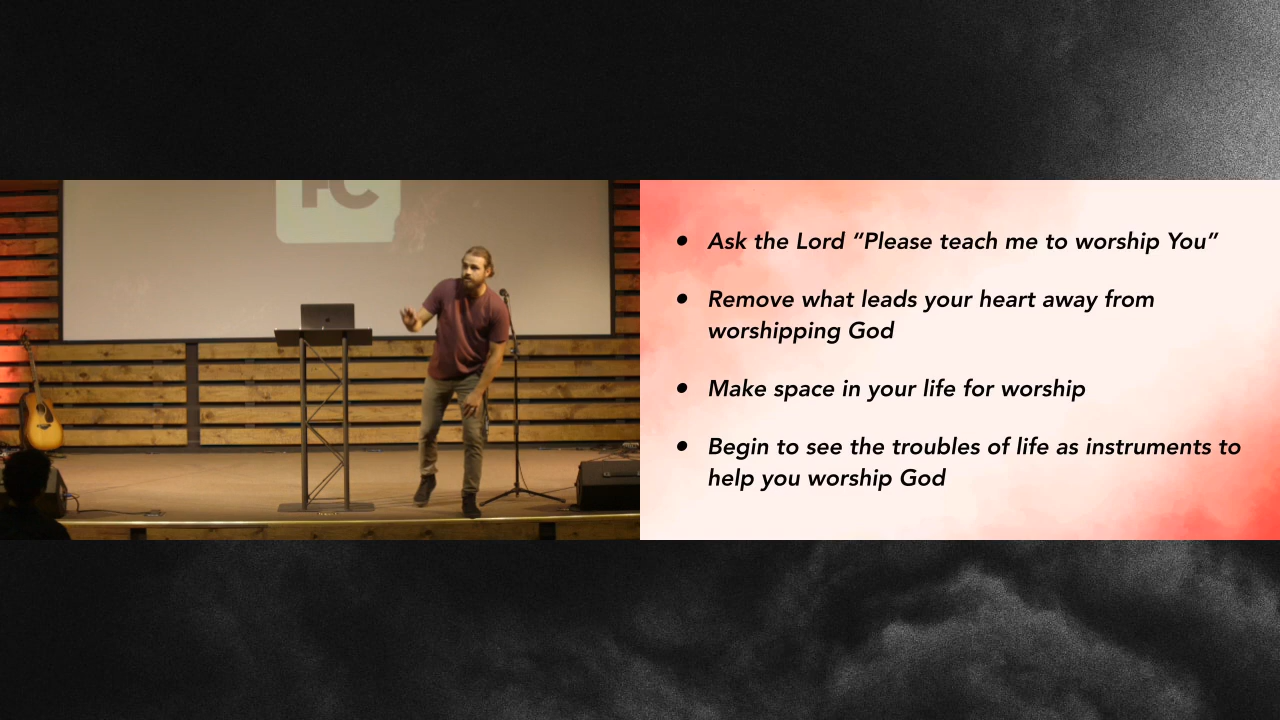 FC
• Ask the Lord “Please teach me to worship You”
• Remove what leads your heart away from
worshipping God
• Make space in your life for worship
• Begin to see the troubles of life as instruments to
help you worship God